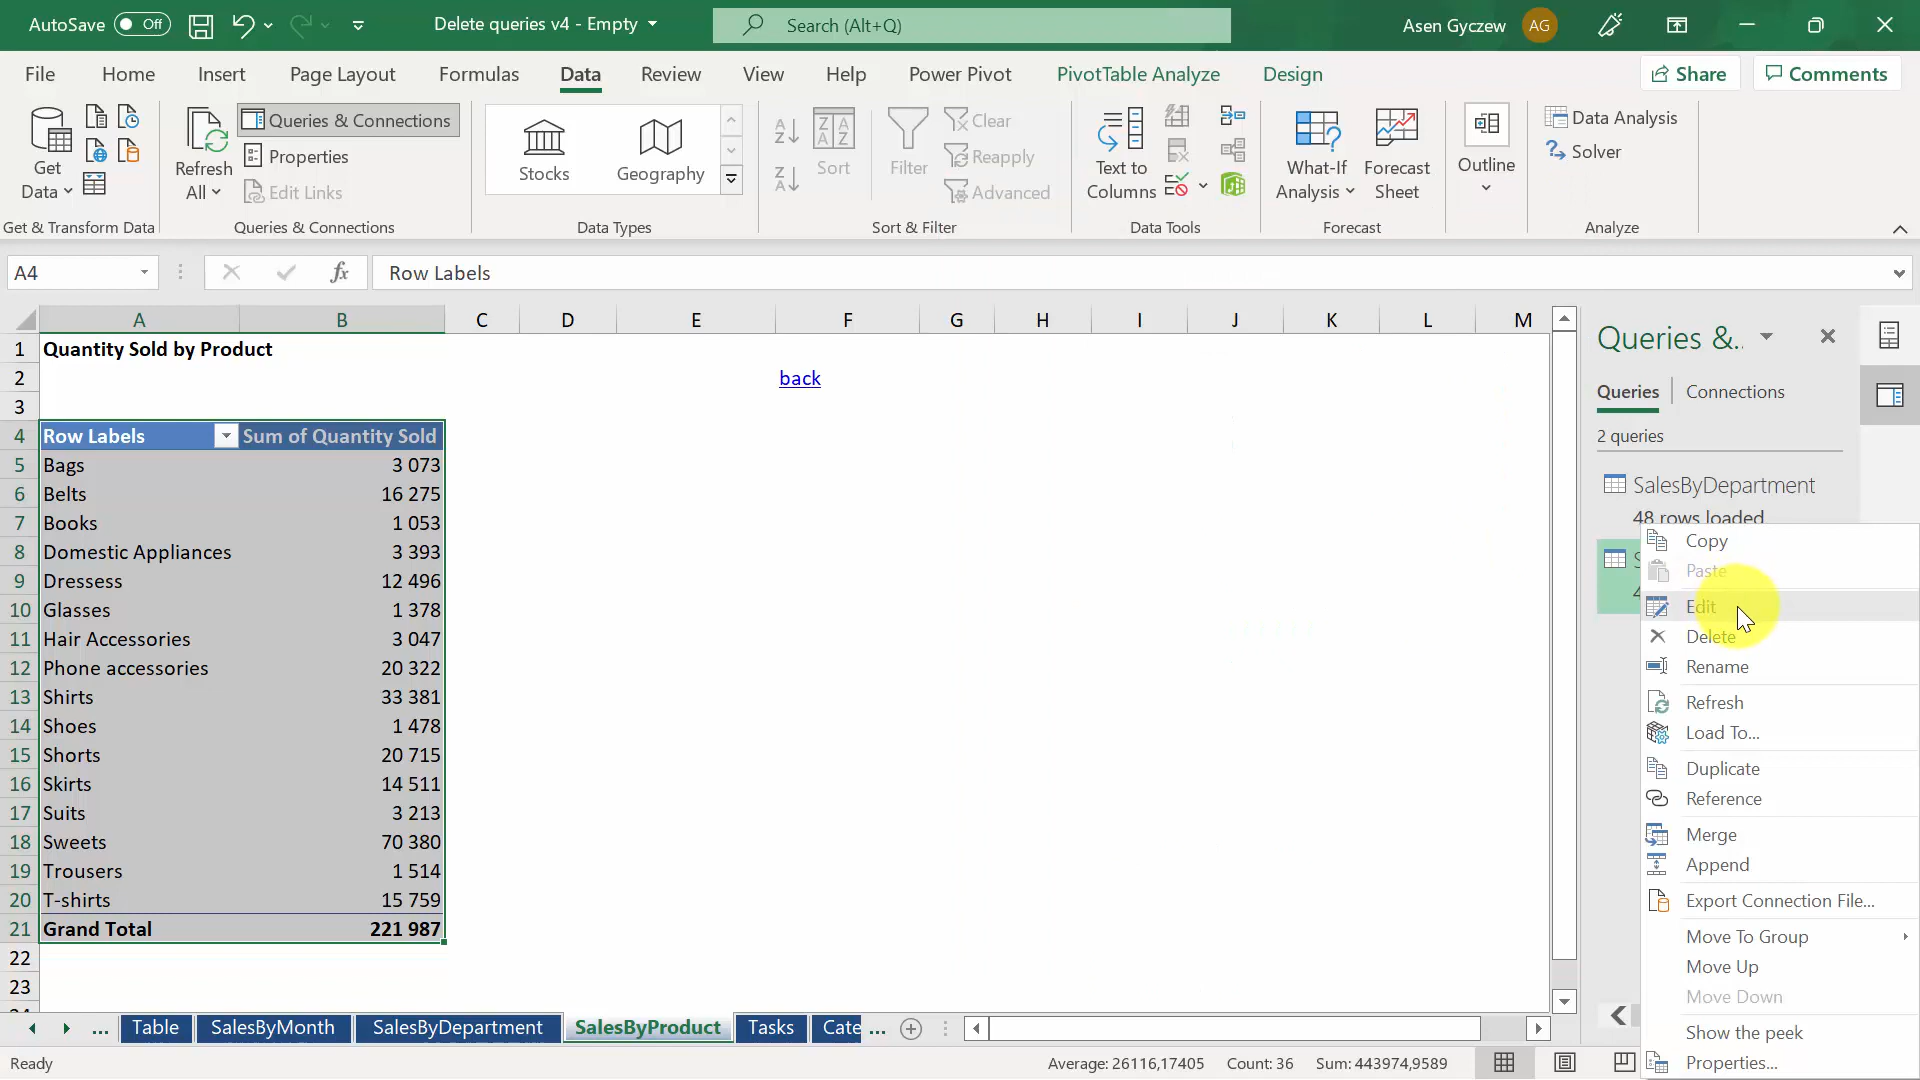 AutoSave Off Delete queries v4 - Empty Search (Alt+Q) Asen Gyczew AG
File Home Insert Page Layout Formulas Data Review View Help Power Pivot PivotTable Analyze Design Share Comments
Get Data
Refresh All
Queries & Connections
Properties
Edit Links
Stocks Geography
Sort
Filter
Clear
Reapply
Advanced
Text to Columns
What-If Analysis
Forecast Sheet
Outline
Data Analysis
Solver
Get & Transform Data Queries & Connections Data Types Sort & Filter Data Tools Forecast Analyze
A4 fx Row Labels
A B C D E F G H I J K L M
1 Quantity Sold by Product
2 back
3
4 Row Labels Sum of Quantity Sold
5 Bags 3 073
6 Belts 16 275
7 Books 1 053
8 Domestic Appliances 3 393
9 Dressess 12 496
10 Glasses 1 378
11 Hair Accessories 3 047
12 Phone accessories 20 322
13 Shirts 33 381
14 Shoes 1 478
15 Shorts 20 715
16 Skirts 14 511
17 Suits 3 213
18 Sweets 70 380
19 Trousers 1 514
20 T-shirts 15 759
21 Grand Total 221 987
22
23
Queries &..
Queries Connections
2 queries
SalesByDepartment
48 rows loaded
Copy
Paste
Edit
Delete
Rename
Refresh
Load To...
Duplicate
Reference
Merge
Append
Export Connection File...
Move To Group
Move Up
Move Down
Show the peek
Properties...
... Table SalesByMonth SalesByDepartment SalesByProduct Tasks Cate ...
Ready Average: 26116,17405 Count: 36 Sum: 443974,9589